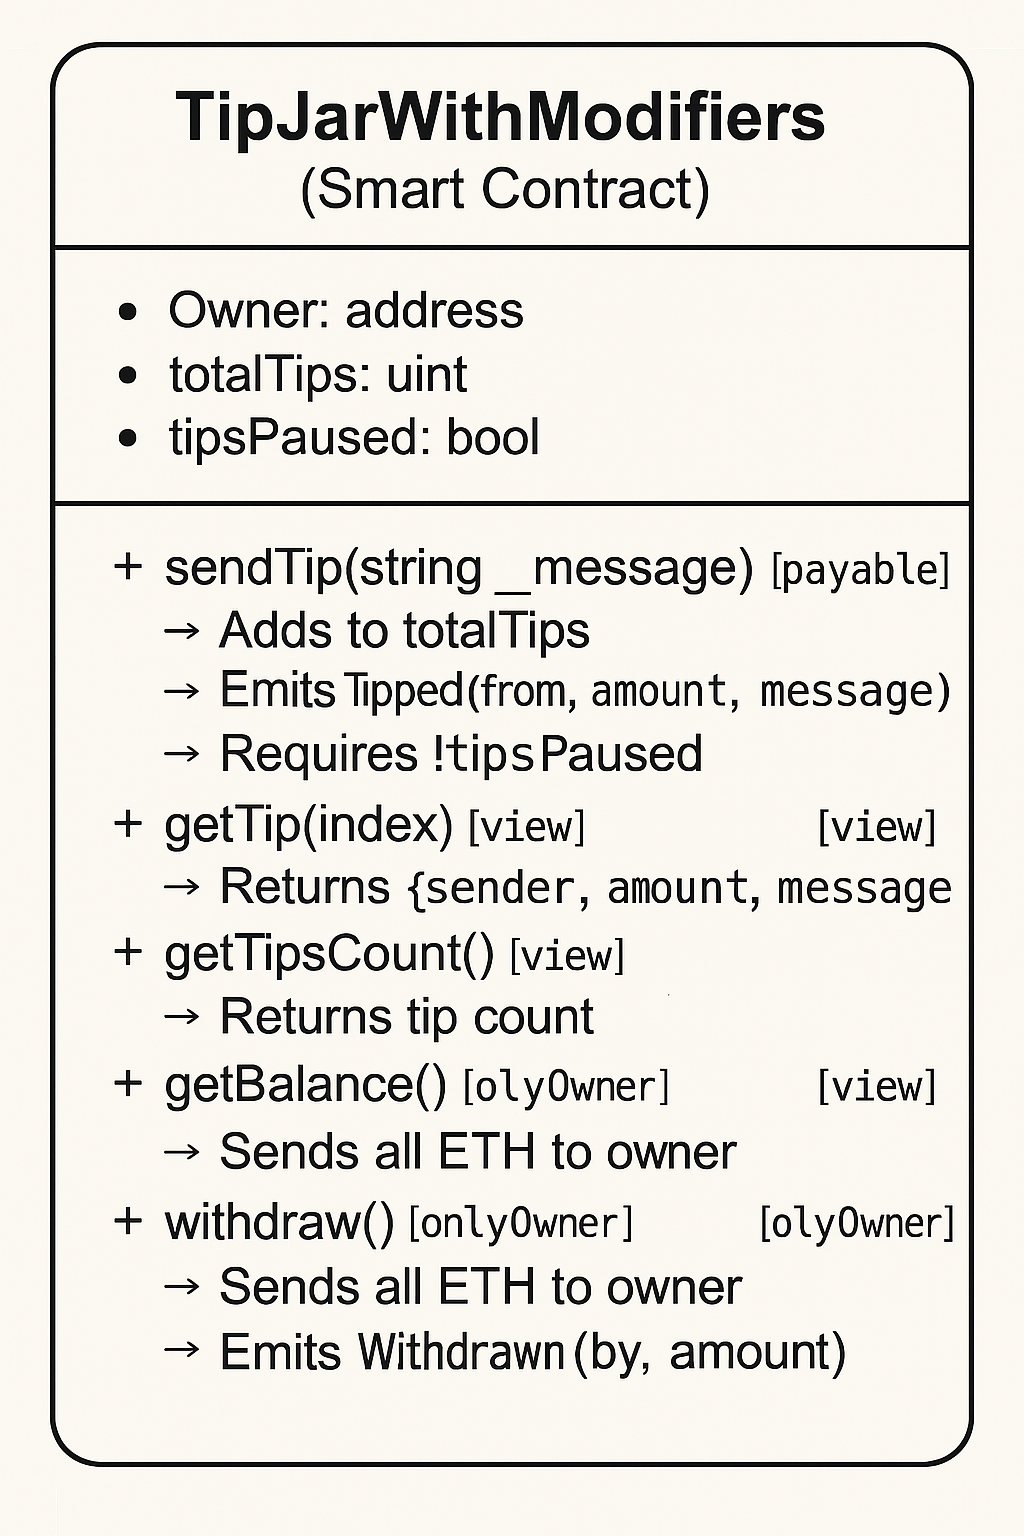 TipJarWithModifiers
(Smart Contract)
• Owner: address
• totalTips: uint
• tipsPaused: bool
+ sendTip(string _message) [payable]
→ Adds to totalTips
→ Emits Tipped(from, amount, message)
→ Requires !tipsPaused
+ getTip(index) [view] [view]
→ Returns {sender, amount, message
+ getTipsCount() [view]
→ Returns tip count
+ getBalance() [olyOwner] [view]
→ Sends all ETH to owner
+ withdraw() [onlyOwner] [olyOwner]
→ Sends all ETH to owner
→ Emits Withdrawn(by, amount)